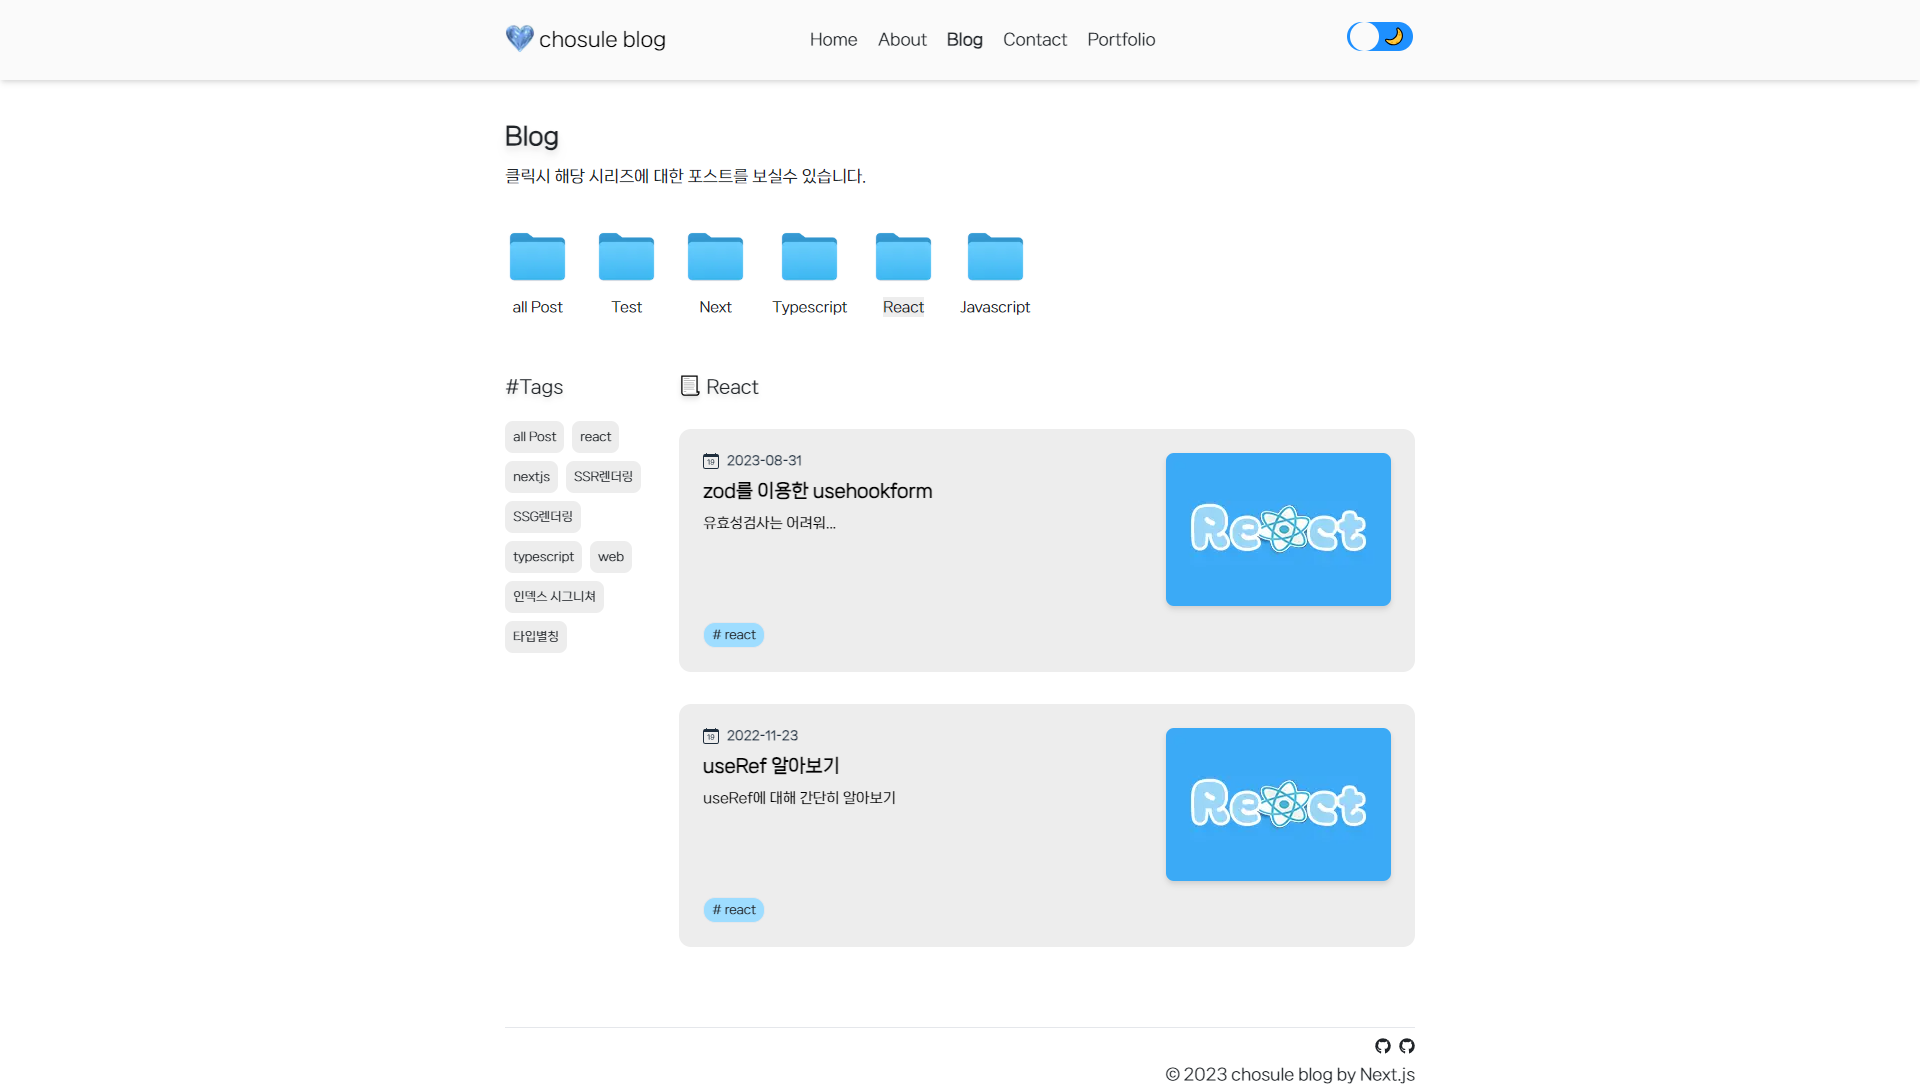 chosule blog
Home About Blog Contact Portfolio
Blog
클릭시 해당 시리즈에 대한 포스트를 보실수 있습니다.
all Post Test Next Typescript React Javascript
#Tags
all Post react
nextjs SSR렌더링
SSG렌더링
typescript web
인덱스 시그니쳐
타입별칭
React
19 2023-08-31
zod를 이용한 usehookform
유효성검사는 어려워...
React
# react
19 2022-11-23
useRef 알아보기
useRef에 대해 간단히 알아보기
React
# react
© 2023 chosule blog by Next.js